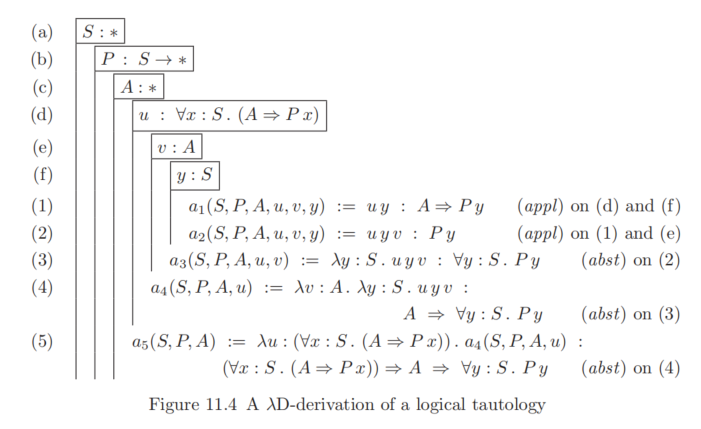 (a) S : ∗
(b) P : S → ∗
(c) A : ∗
(d) u : ∀x : S . (A ⇒ P x)
(e) v : A
(f) y : S
(1) a₁(S, P, A, u, v, y) := u y : A ⇒ P y (appl) on (d) and (f)
(2) a₂(S, P, A, u, v, y) := u y v : P y (appl) on (1) and (e)
(3) a₃(S, P, A, u, v) := λy : S . u y v : ∀y : S . P y (abst) on (2)
(4) a₄(S, P, A, u) := λv : A . λy : S . u y v :
A ⇒ ∀y : S . P y (abst) on (3)
(5) a₅(S, P, A) := λu : (∀x : S . (A ⇒ P x)) . a₄(S, P, A, u) :
(∀x : S . (A ⇒ P x)) ⇒ A ⇒ ∀y : S . P y (abst) on (4)
Figure 11.4 A λD-derivation of a logical tautology